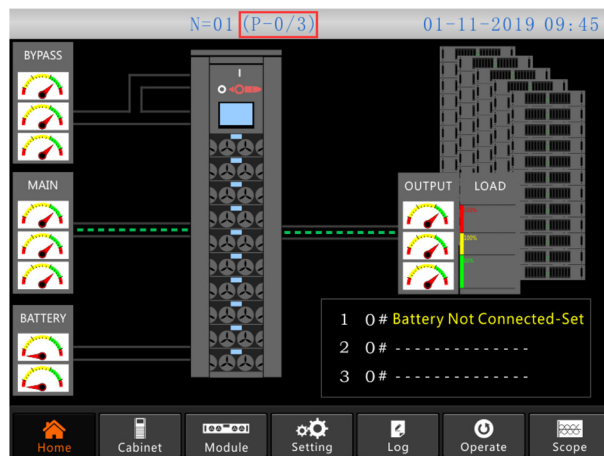 N=01 (P-0/3) 01-11-2019 09:45
BYPASS
MAIN
BATTERY
OUTPUT LOAD
100%
1 0# Battery Not Connected-Set
2 0# --------------
3 0# --------------
Home Cabinet Module Setting Log Operate Scope